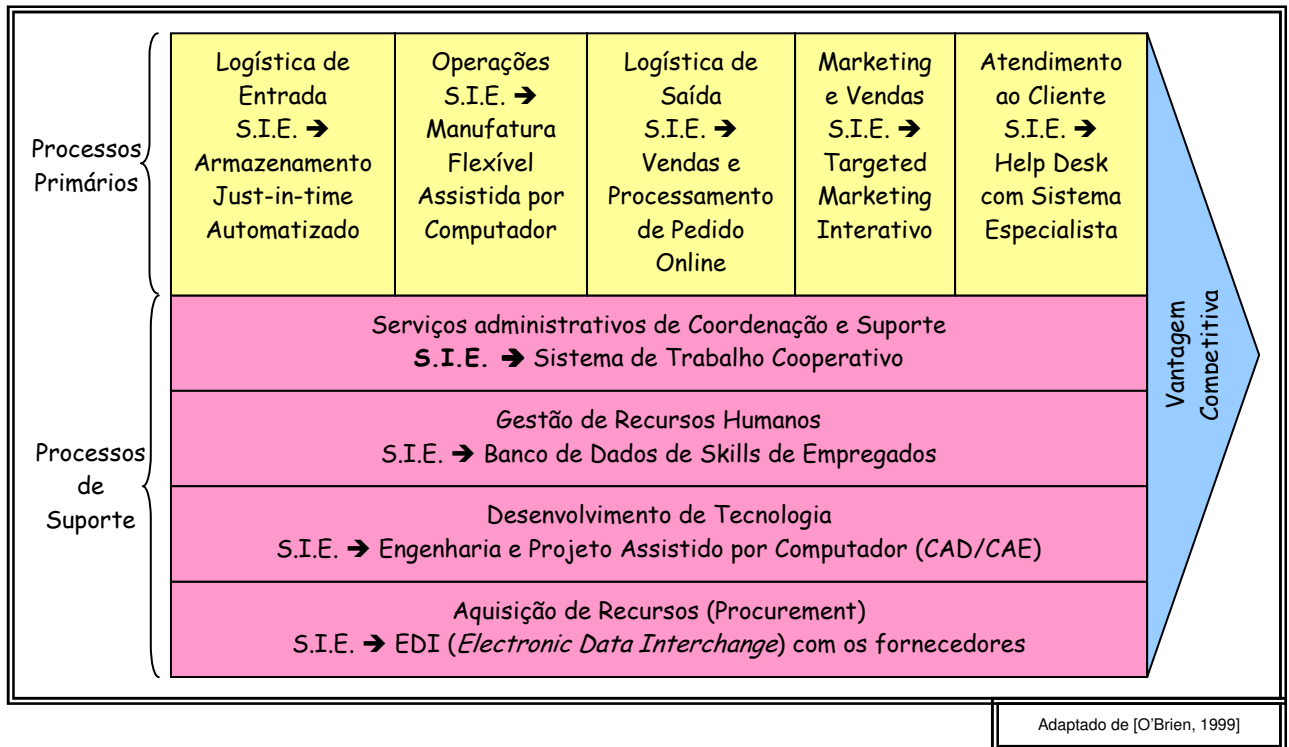 Processos
Primários
Logística de
Entrada
S.I.E. ➔
Armazenamento
Just-in-time
Automatizado
Operações
S.I.E. ➔
Manufatura
Flexível
Assistida por
Computador
Logística de
Saída
S.I.E. ➔
Vendas e
Processamento
de Pedido
Online
Marketing
e Vendas
S.I.E. ➔
Targeted
Marketing
Interativo
Atendimento
ao Cliente
S.I.E. ➔
Help Desk
com Sistema
Especialista
Processos
de
Suporte
Serviços administrativos de Coordenação e Suporte
S.I.E. ➔ Sistema de Trabalho Cooperativo
Gestão de Recursos Humanos
S.I.E. ➔ Banco de Dados de Skills de Empregados
Desenvolvimento de Tecnologia
S.I.E. ➔ Engenharia e Projeto Assistido por Computador (CAD/CAE)
Aquisição de Recursos (Procurement)
S.I.E. ➔ EDI (Electronic Data Interchange) com os fornecedores
Vantagem
Competitiva
Adaptado de [O'Brien, 1999]